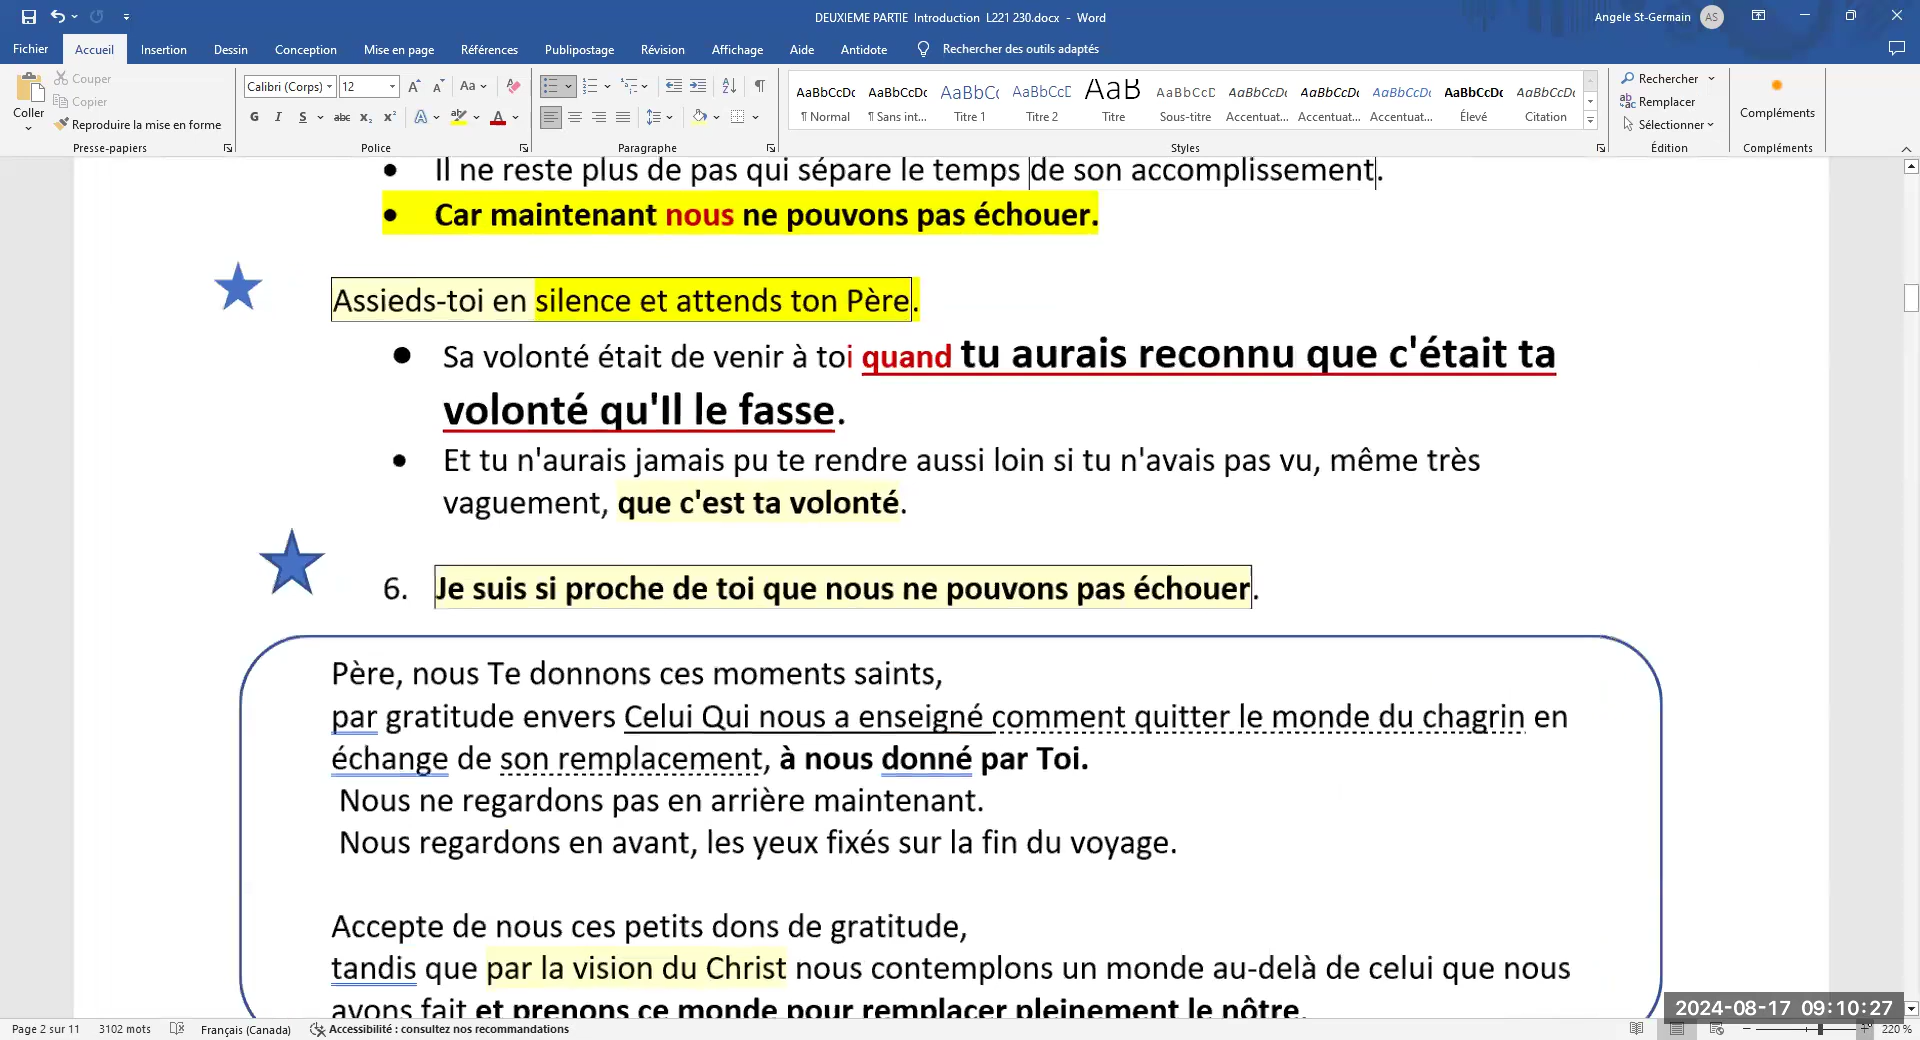 DEUXIEME PARTIE Introduction L221 230.docx - Word
Angele St-Germain AS
Fichier Accueil Insertion Dessin Conception Mise en page Références Publipostage Révision Affichage Aide Antidote Rechercher des outils adaptés
Coller
Couper
Copier
Reproduire la mise en forme
Presse-papiers
Calibri (Corps) 12
Police
Paragraphe
AaBbCcDc AaBbCcDc AaBbCc AaBbCcD AaB AaBbCcD AaBbCcDc AaBbCcDc AaBbCcDc AaBbCcDc AaBbCcDc
¶ Normal ¶ Sans int... Titre 1 Titre 2 Titre Sous-titre Accentuat... Accentuat... Accentuat... Élevé Citation
Styles
Rechercher
Remplacer
Sélectionner
Édition
Compléments
Compléments
• Il ne reste plus de pas qui sépare le temps de son accomplissement.
• Car maintenant nous ne pouvons pas échouer.
Assieds-toi en silence et attends ton Père.
• Sa volonté était de venir à toi quand tu aurais reconnu que c'était ta
volonté qu'Il le fasse.
• Et tu n'aurais jamais pu te rendre aussi loin si tu n'avais pas vu, même très
vaguement, que c'est ta volonté.
6. Je suis si proche de toi que nous ne pouvons pas échouer.
Père, nous Te donnons ces moments saints,
par gratitude envers Celui Qui nous a enseigné comment quitter le monde du chagrin en
échange de son remplacement, à nous donné par Toi.
Nous ne regardons pas en arrière maintenant.
Nous regardons en avant, les yeux fixés sur la fin du voyage.
Accepte de nous ces petits dons de gratitude,
tandis que par la vision du Christ nous contemplons un monde au-delà de celui que nous
avons fait et prenons ce monde pour remplacer pleinement le nôtre.
2024-08-17 09:10:27
Page 2 sur 11 3102 mots Français (Canada) Accessibilité : consultez nos recommandations 220 %